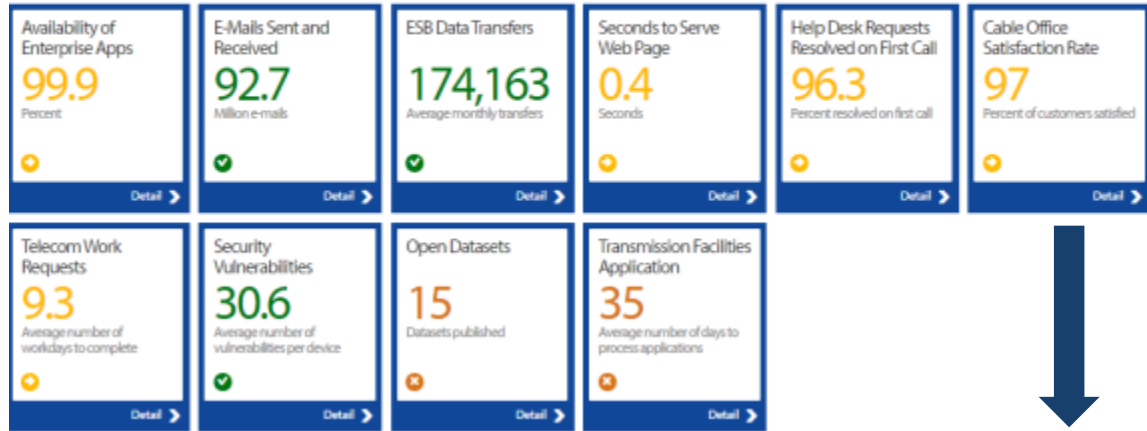 Availability of
Enterprise Apps
99.9
Percent
Detail
E-Mails Sent and
Received
92.7
Million e-mails
Detail
ESB Data Transfers
174,163
Average monthly transfers
Detail
Seconds to Serve
Web Page
0.4
Seconds
Detail
Help Desk Requests
Resolved on First Call
96.3
Percent resolved on first call
Detail
Cable Office
Satisfaction Rate
97
Percent of customers satisfied
Detail
Telecom Work
Requests
9.3
Average number of
workdays to complete
Detail
Security
Vulnerabilities
30.6
Average number of
vulnerabilities per device
Detail
Open Datasets
15
Datasets published
Detail
Transmission Facilities
Application
35
Average number of days to
process applications
Detail